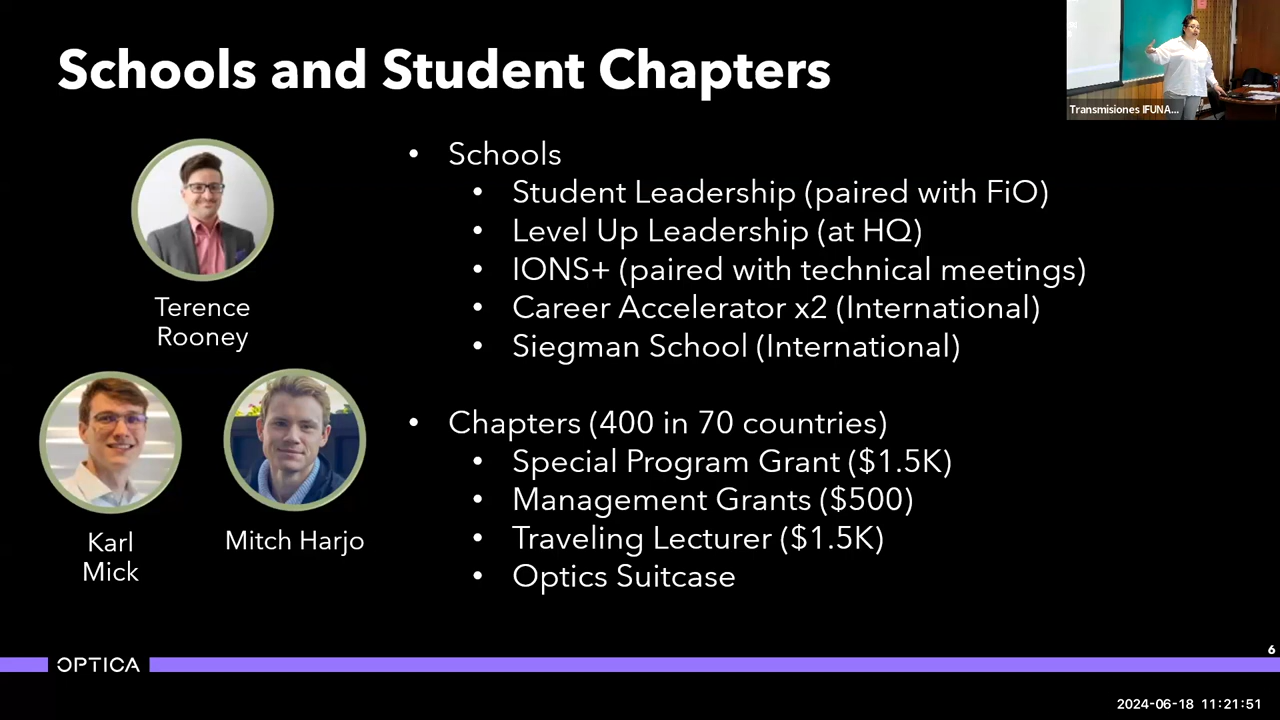 Schools and Student Chapters
Transmisiones IFUNA...
Terence
Rooney
Karl
Mick
Mitch Harjo
• Schools
• Student Leadership (paired with FiO)
• Level Up Leadership (at HQ)
• IONS+ (paired with technical meetings)
• Career Accelerator x2 (International)
• Siegman School (International)
• Chapters (400 in 70 countries)
• Special Program Grant ($1.5K)
• Management Grants ($500)
• Traveling Lecturer ($1.5K)
• Optics Suitcase
6
OPTICA
2024-06-18 11:21:51